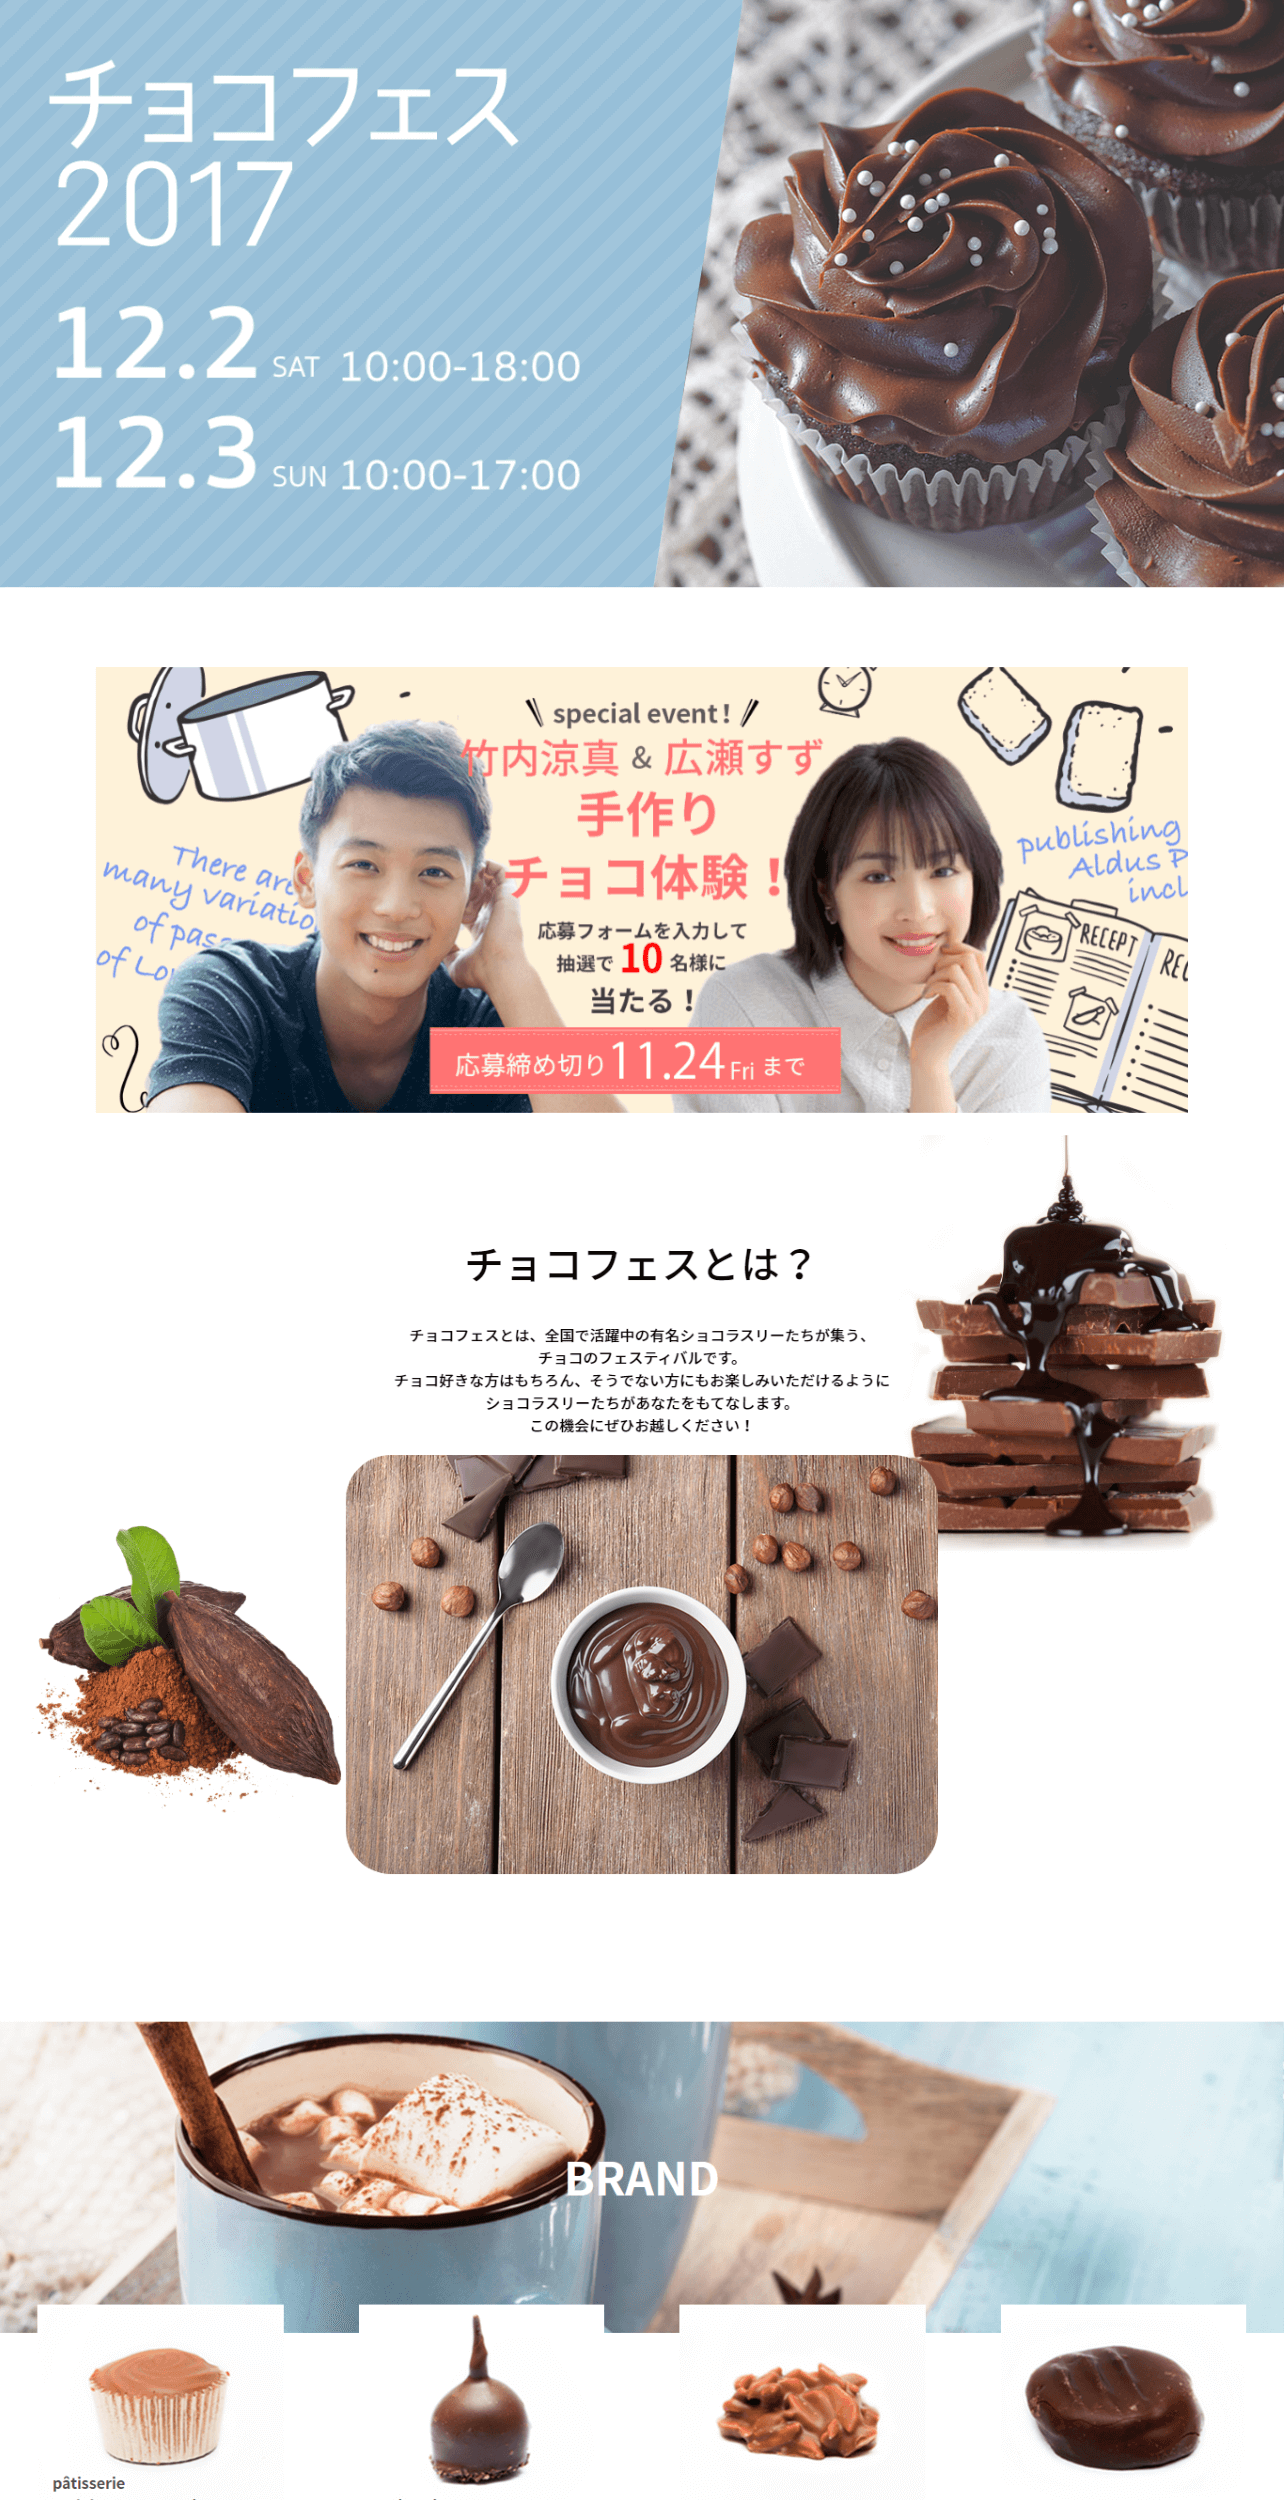 チョコフェス
2017
12.2 SAT 10:00-18:00
12.3 SUN 10:00-17:00
special event!
竹内涼真 & 広瀬すず
手作り
チョコ体験！
応募フォームを入力して
抽選で 10 名様に
当たる！
応募締め切り 11.24 Fri まで
There are
many variatio
of pass
of Lo
publishing
Aldus P
incl
RECEPT
REC
チョコフェスとは？
チョコフェスとは、全国で活躍中の有名ショコラスリーたちが集う、
チョコのフェスティバルです。
チョコ好きな方はもちろん、そうでない方にもお楽しみいただけるように
ショコラスリーたちがあなたをもてなします。
この機会にぜひお越しください！
BRAND
pâtisserie